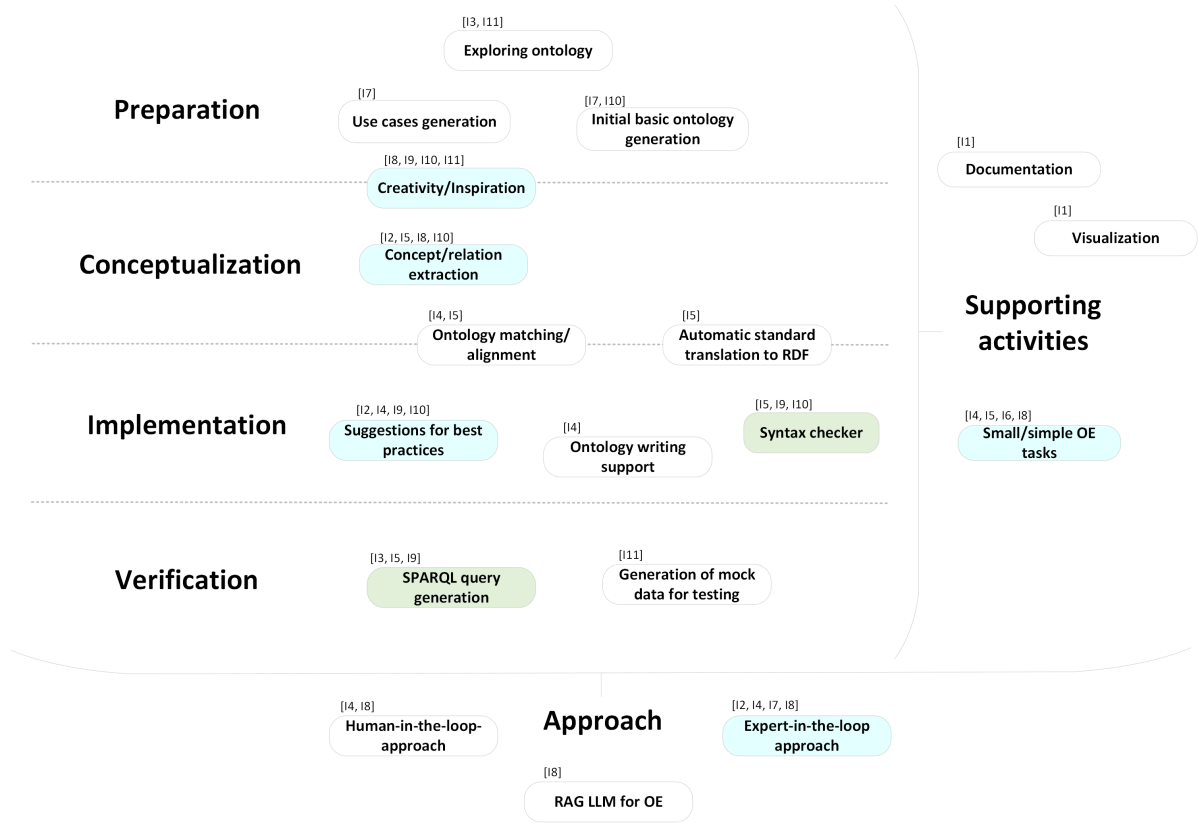 [I3, I11]
Exploring ontology
Preparation
[I7]
Use cases generation
[I7, I10]
Initial basic ontology
generation
[I8, I9, I10, I11]
Creativity/Inspiration
Conceptualization
[I2, I5, I8, I10]
Concept/relation
extraction
[I4, I5]
Ontology matching/
alignment
[I5]
Automatic standard
translation to RDF
Implementation
[I2, I4, I9, I10]
Suggestions for best
practices
[I4]
Ontology writing
support
[I5, I9, I10]
Syntax checker
Verification
[I3, I5, I9]
SPARQL query
generation
[I11]
Generation of mock
data for testing
[I1]
Documentation
[I1]
Visualization
Supporting
activities
[I4, I5, I6, I8]
Small/simple OE
tasks
[I4, I8]
Human-in-the-loop-
approach
Approach
[I2, I4, I7, I8]
Expert-in-the-loop
approach
[I8]
RAG LLM for OE